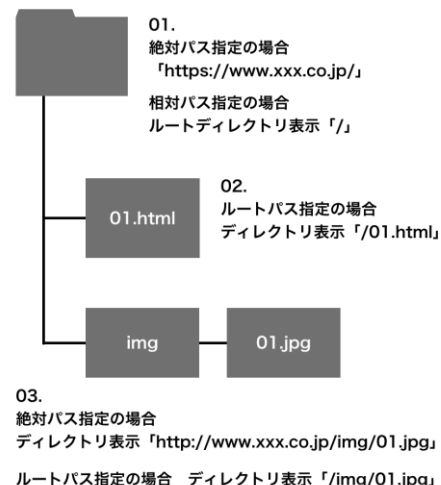 01.
絶対パス指定の場合
「https://www.xxx.co.jp/」
相対パス指定の場合
ルートディレクトリ表示「/」
02.
ルートパス指定の場合
ディレクトリ表示「/01.html」
01.html
img
01.jpg
03.
絶対パス指定の場合
ディレクトリ表示「http://www.xxx.co.jp/img/01.jpg」
ルートパス指定の場合　ディレクトリ表示「/img/01.jpg」